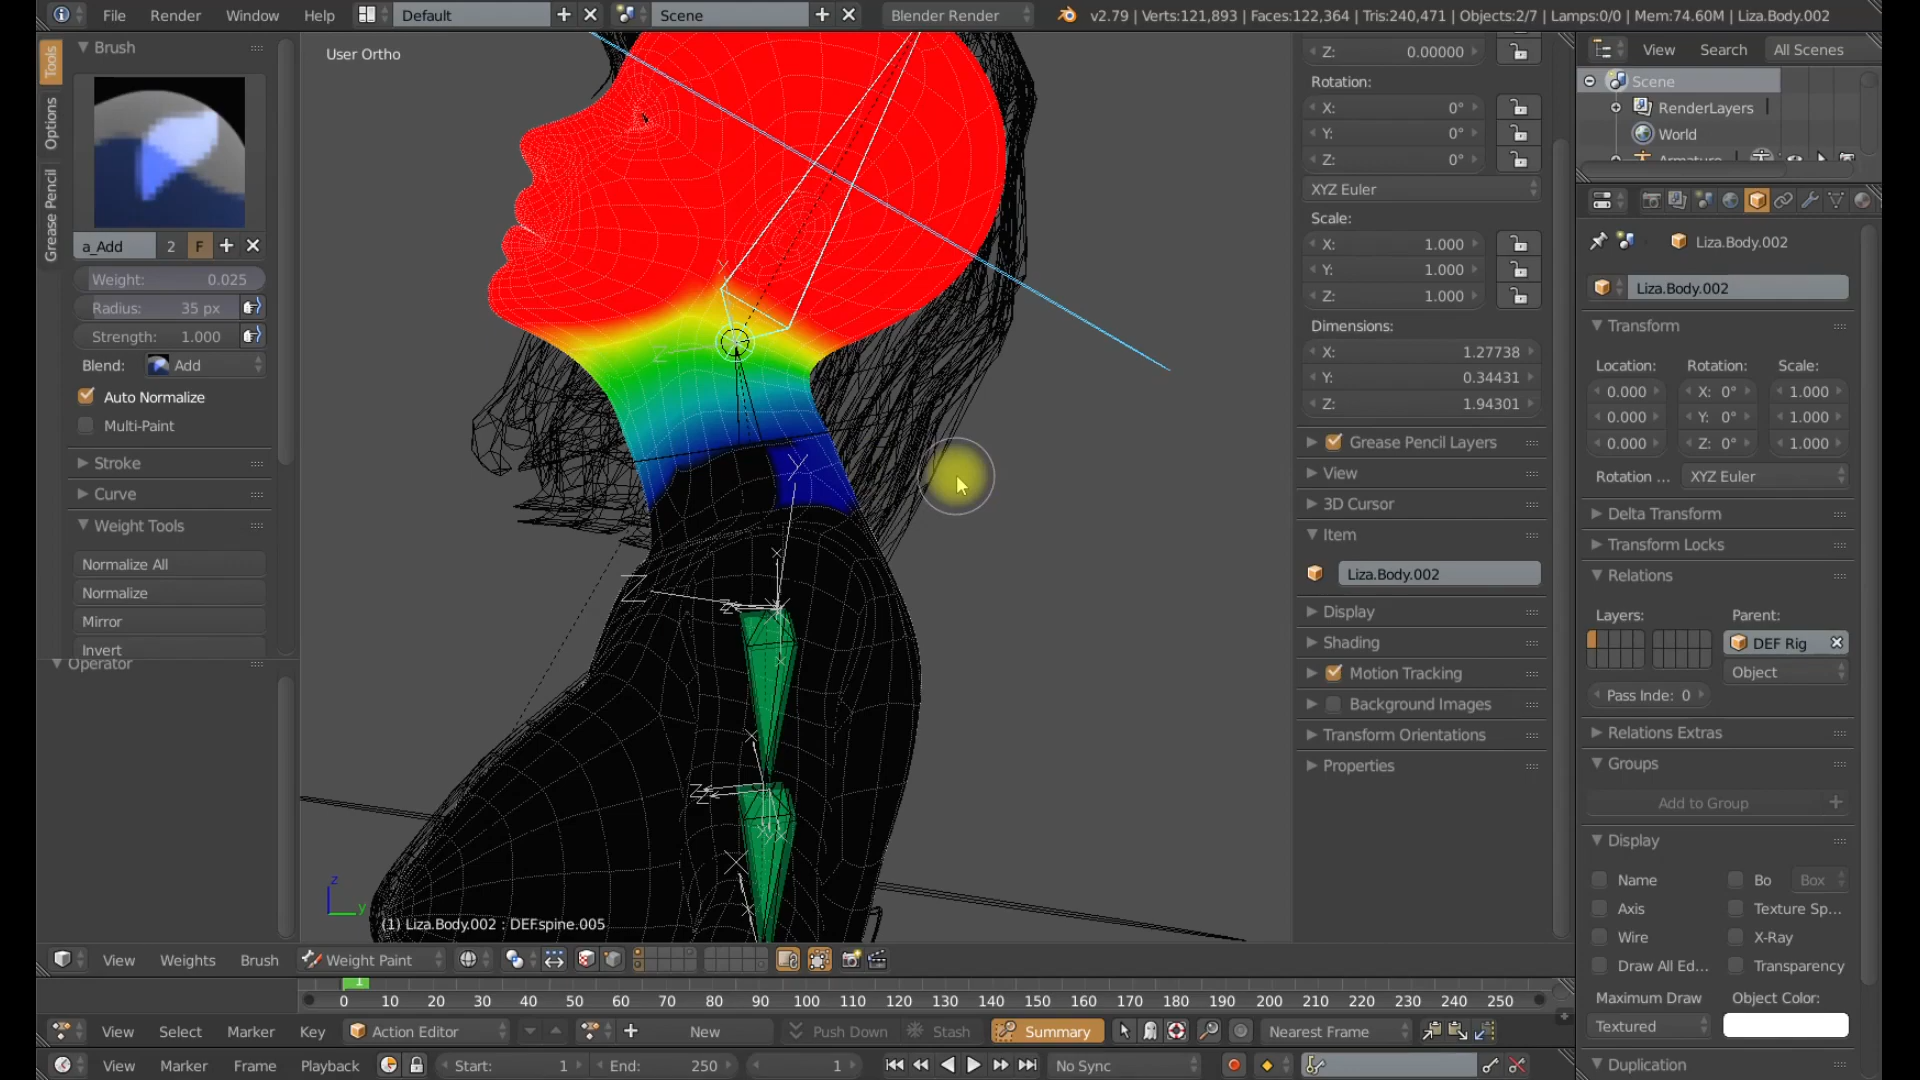 File Render Window Help Default Scene Blender Render v2.79 | Verts:121,893 | Faces:122,364 | Tris:240,471 | Objects:2/7 | Lamps:0/0 | Mem:74.60M | Liza.Body.002
Tools
Options
Grease Pencil
Brush
a_Add 2 F
Weight: 0.025
Radius: 35 px
Strength: 1.000
Blend: Add
Auto Normalize
Multi-Paint
Stroke
Curve
Weight Tools
Normalize All
Normalize
Mirror
Invert
Operator
User Ortho
(1) Liza.Body.002 : DEF.spine.005
Z: 0.00000
Rotation:
X: 0°
Y: 0°
Z: 0°
XYZ Euler
Scale:
X: 1.000
Y: 1.000
Z: 1.000
Dimensions:
X: 1.27738
Y: 0.34431
Z: 1.94301
Grease Pencil Layers
View
3D Cursor
Item
Liza.Body.002
Display
Shading
Motion Tracking
Background Images
Transform Orientations
Properties
View Search All Scenes
Scene
RenderLayers
World
Armature
Liza.Body.002
Liza.Body.002
Transform
Location: Rotation: Scale:
0.000 X: 0° 1.000
0.000 Y: 0° 1.000
0.000 Z: 0° 1.000
Rotation ... XYZ Euler
Delta Transform
Transform Locks
Relations
Layers: Parent:
DEF Rig
Object
Pass Inde: 0
Relations Extras
Groups
Add to Group
Display
Name Bo Box
Axis Texture Sp...
Wire X-Ray
Draw All Ed... Transparency
Maximum Draw Object Color:
Textured
Duplication
View Weights Brush Weight Paint
1
0 10 20 30 40 50 60 70 80 90 100 110 120 130 140 150 160 170 180 190 200 210 220 230 240 250
View Select Marker Key Action Editor New Push Down Stash Summary Nearest Frame
View Marker Frame Playback Start: 1 End: 250 1 No Sync